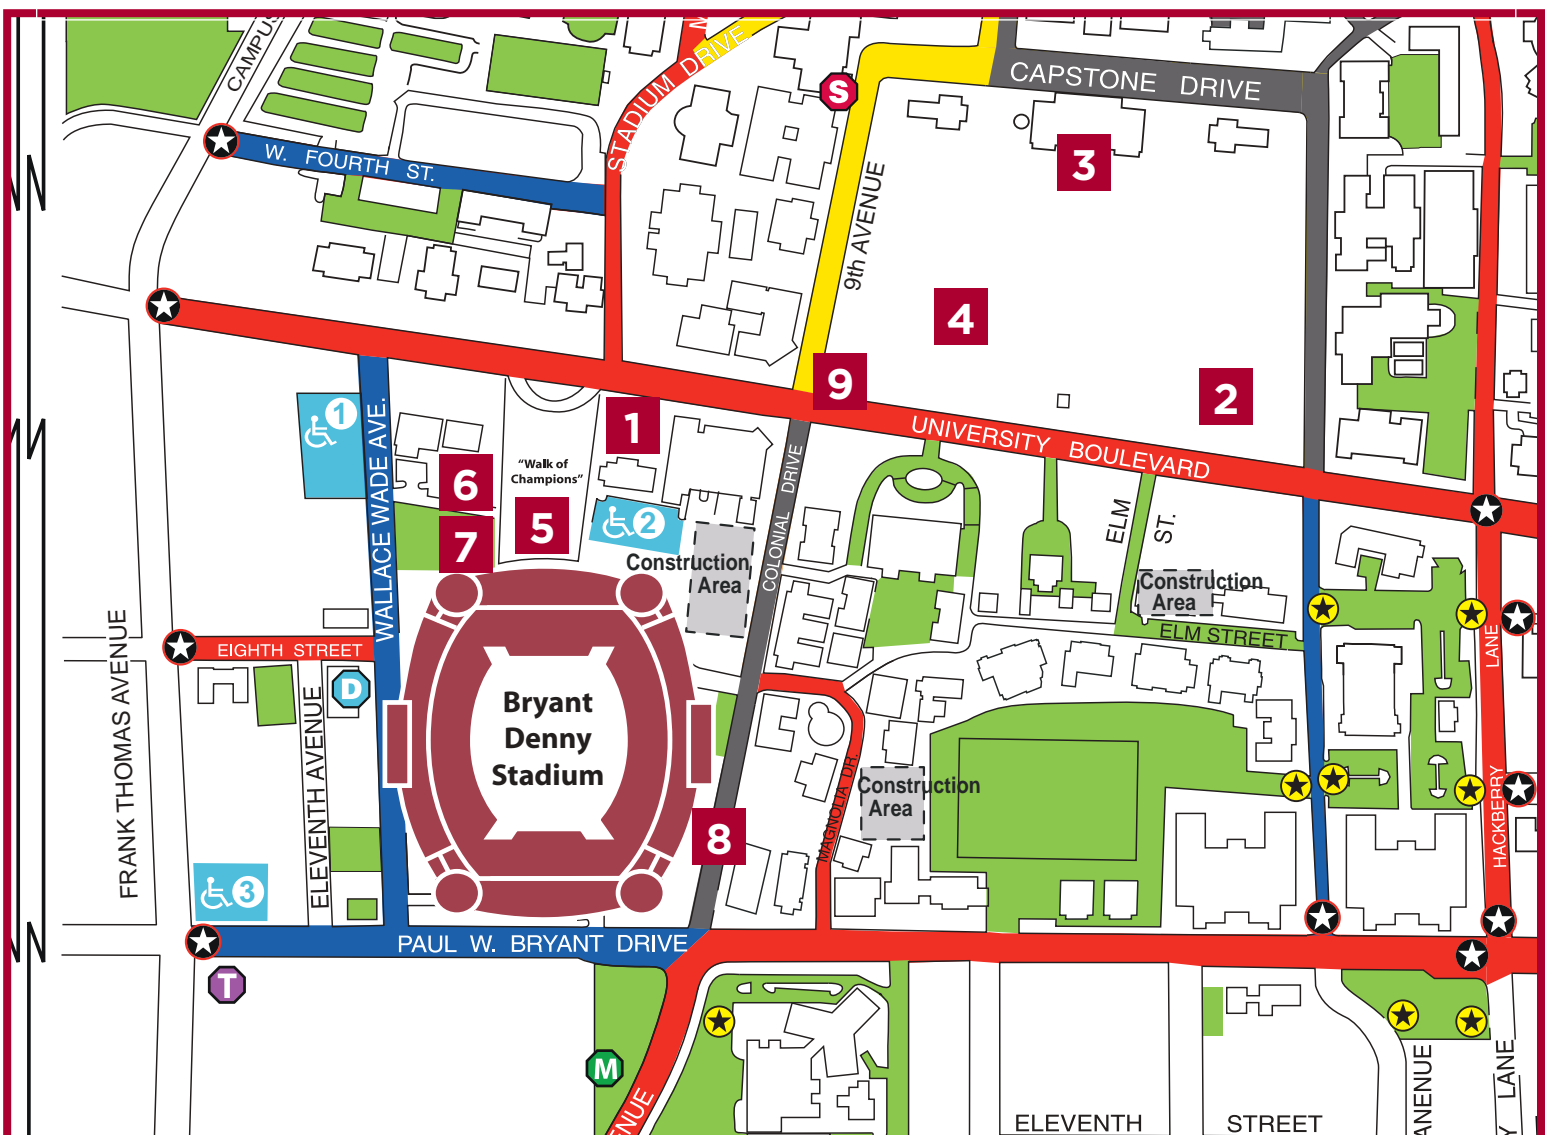 M
CAMPUS
STADIUM DRIVE
S
CAPSTONE DRIVE
W. FOURTH ST.
3
9th AVENUE
4
9
2
1
1
UNIVERSITY BOULEVARD
WALLACE WADE AVE.
"Walk of
Champions"
6
5
2
7
COLONIAL DRIVE
ELM
ST.
Construction
Area
Construction
Area
ELM STREET
LANE
FRANK THOMAS AVENUE
EIGHTH STREET
D
ELEVENTH AVENUE
Bryant
Denny
Stadium
MAGNOLIA DR.
Construction
Area
HACKBERRY
8
3
PAUL W. BRYANT DRIVE
T
M
ENUE
ELEVENTH STREET
ANENUE
Y LANE